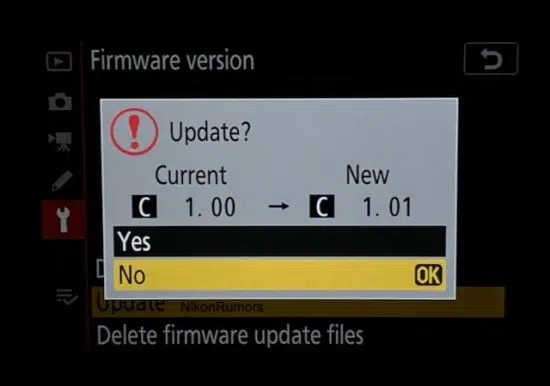 Firmware version
Update?
Current New
C 1.00 → C 1.01
Yes
No OK
Update NikonRumors
Delete firmware update files